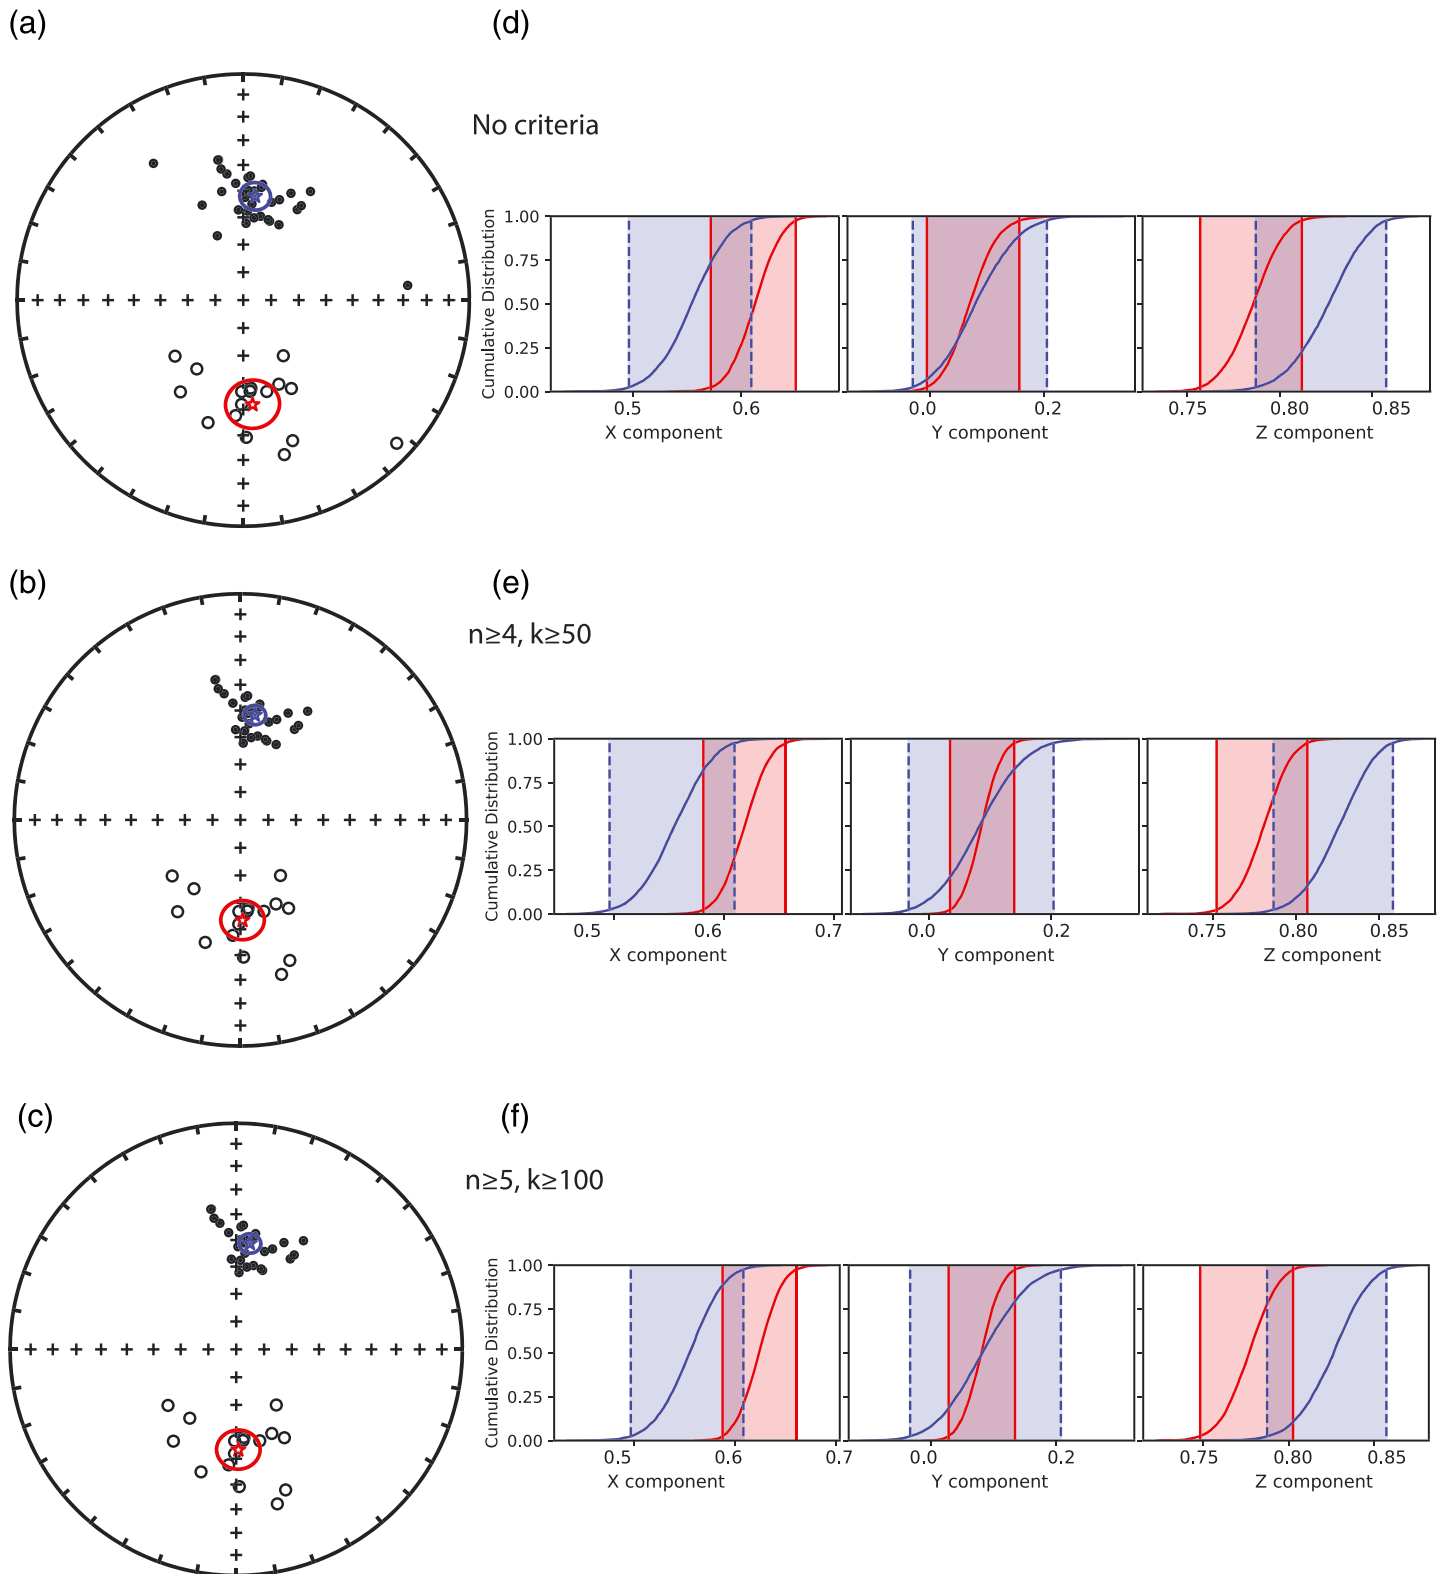 (a)
(d)
No criteria
Cumulative Distribution
1.00
0.75
0.50
0.25
0.00
0.5 0.6
X component
0.0 0.2
Y component
0.75 0.80 0.85
Z component
(b)
(e)
n≥4, k≥50
Cumulative Distribution
1.00
0.75
0.50
0.25
0.00
0.5 0.6 0.7
X component
0.0 0.2
Y component
0.75 0.80 0.85
Z component
(c)
(f)
n≥5, k≥100
Cumulative Distribution
1.00
0.75
0.50
0.25
0.00
0.5 0.6 0.7
X component
0.0 0.2
Y component
0.75 0.80 0.85
Z component